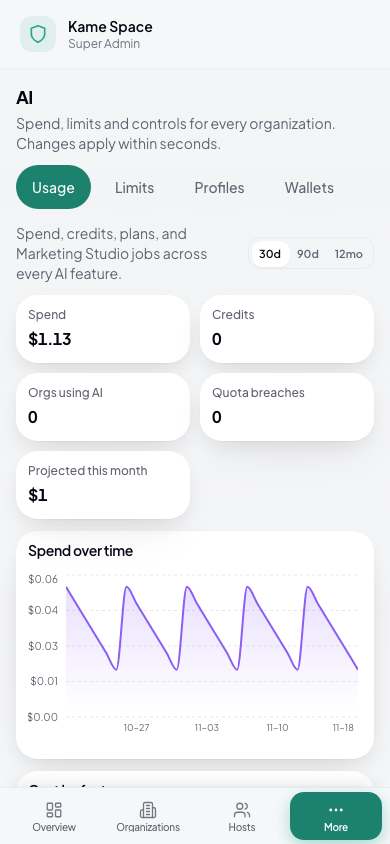 Kame Space
Super Admin
AI
Spend, limits and controls for every organization.
Changes apply within seconds.
Usage
Limits
Profiles
Wallets
Spend, credits, plans, and
Marketing Studio jobs across
every AI feature.
30d
90d
12mo
Spend
$1.13
Credits
0
Orgs using AI
0
Quota breaches
0
Projected this month
$1
Spend over time
$0.06
$0.04
$0.03
$0.01
$0.00
10-27
11-03
11-10
11-18
Overview
Organizations
Hosts
More